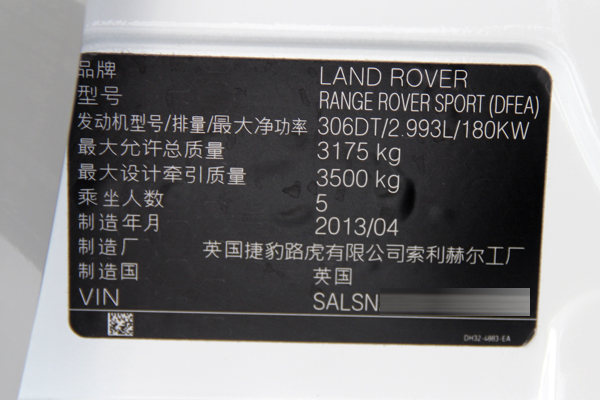 品牌 LAND ROVER
型号 RANGE ROVER SPORT (DFEA)
发动机型号/排量/最大净功率 306DT/2.993L/180KW
最大允许总质量 3175 kg
最大设计牵引质量 3500 kg
乘坐人数 5
制造年月 2013/04
制造厂 英国捷豹路虎有限公司索利赫尔工厂
制造国 英国
VIN SALSN
DH32-4863-EA